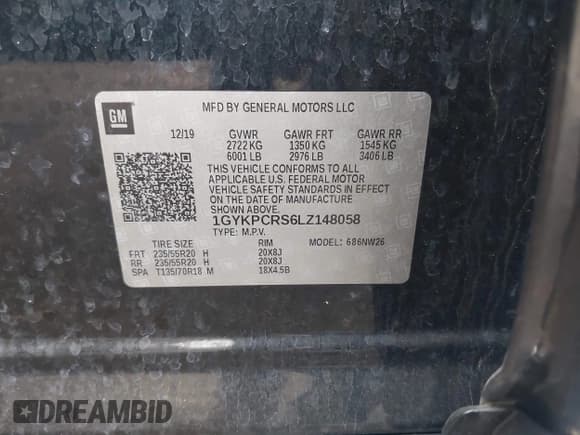 GM
MFD BY GENERAL MOTORS LLC
12/19 GVWR GAWR FRT GAWR RR
2722 KG 1350 KG 1545 KG
6001 LB 2976 LB 3406 LB
THIS VEHICLE CONFORMS TO ALL
APPLICABLE U.S. FEDERAL MOTOR
VEHICLE SAFETY STANDARDS IN EFFECT
ON THE DATE OF MANUFACTURE
SHOWN ABOVE.
1GYKPCRS6LZ148058
TYPE: M.P.V. MODEL: 686NW26
TIRE SIZE SPEED RTG RIM
FRT 235/55R20 H 20X8J
RR 235/55R20 H 20X8J
SPA T135/70R18 M 18X4.5B
DREAMBID